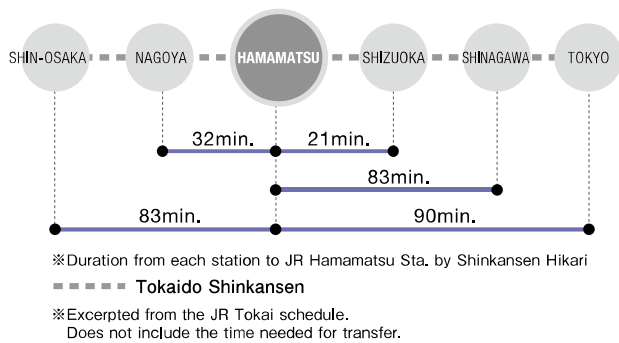 SHIN-OSAKA NAGOYA HAMAMATSU SHIZUOKA SHINAGAWA TOKYO
32min. 21min.
83min.
83min. 90min.
※Duration from each station to JR Hamamatsu Sta. by Shinkansen Hikari
Tokaido Shinkansen
※Excerpted from the JR Tokai schedule.
Does not include the time needed for transfer.